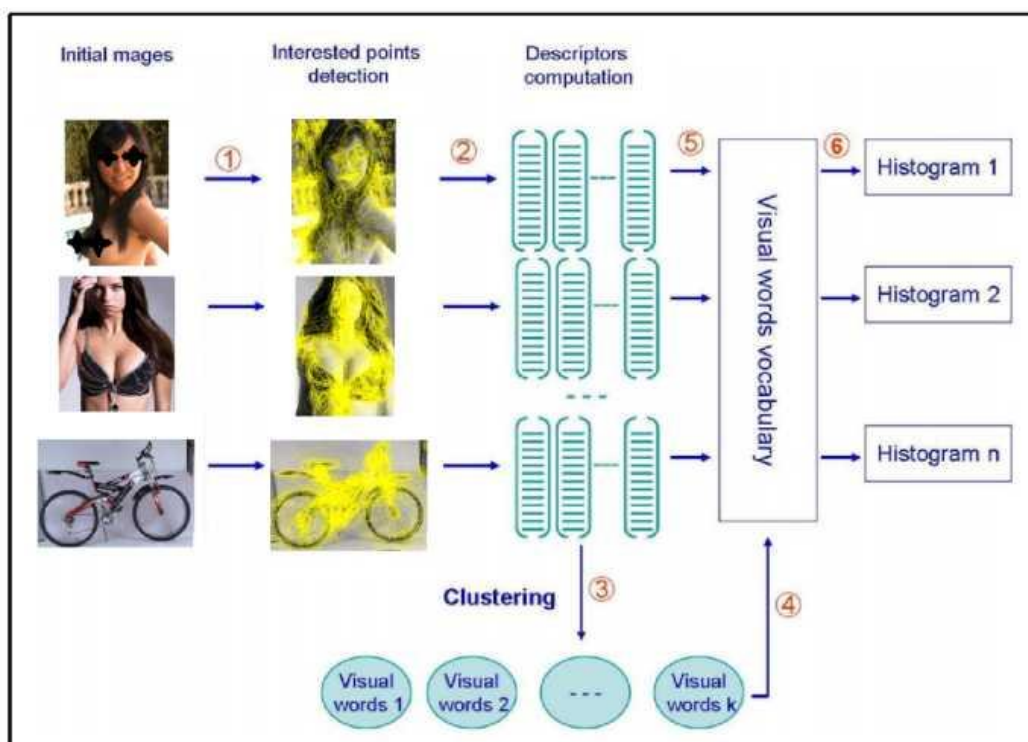 Initial mages
Interested points
detection
Descriptors
computation
①
②
⑤
⑥
Histogram 1
Histogram 2
Histogram n
Visual words vocabulary
Clustering
③
④
Visual
words 1
Visual
words 2
Visual
words k